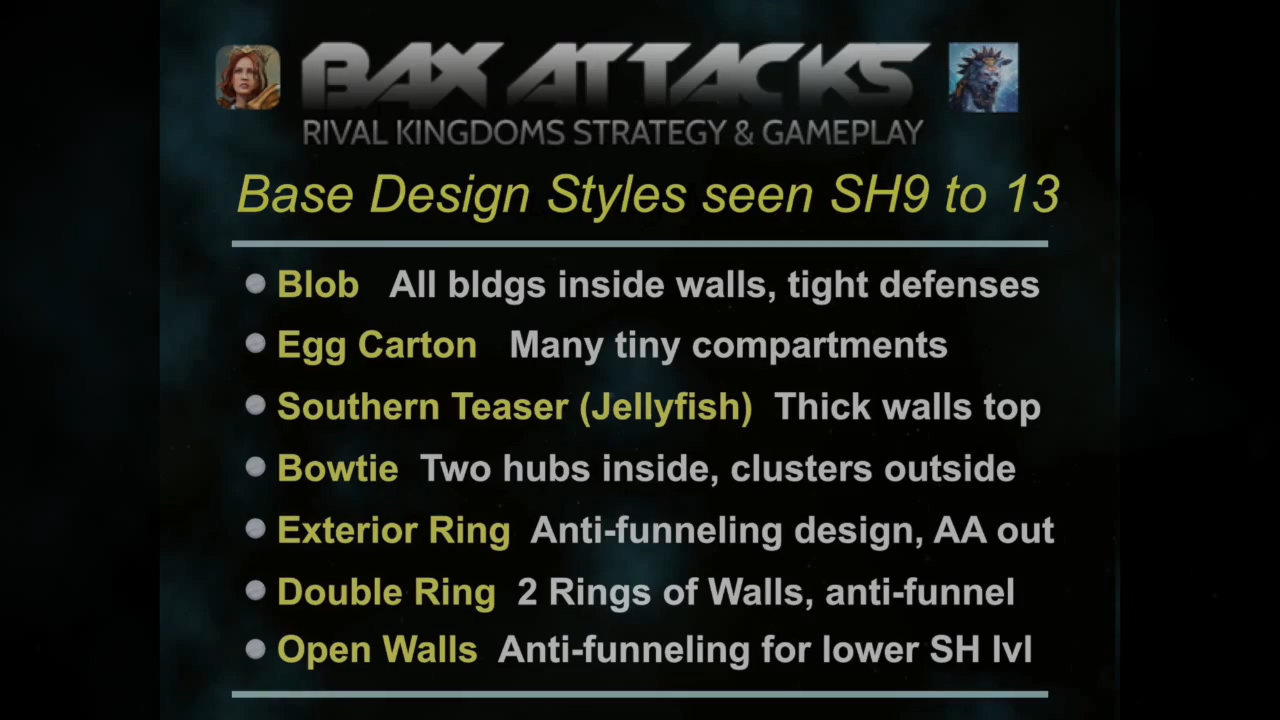 BAX ATTACKS
RIVAL KINGDOMS STRATEGY & GAMEPLAY
Base Design Styles seen SH9 to 13
Blob All bldgs inside walls, tight defenses
Egg Carton Many tiny compartments
Southern Teaser (Jellyfish) Thick walls top
Bowtie Two hubs inside, clusters outside
Exterior Ring Anti-funneling design, AA out
Double Ring 2 Rings of Walls, anti-funnel
Open Walls Anti-funneling for lower SH lvl